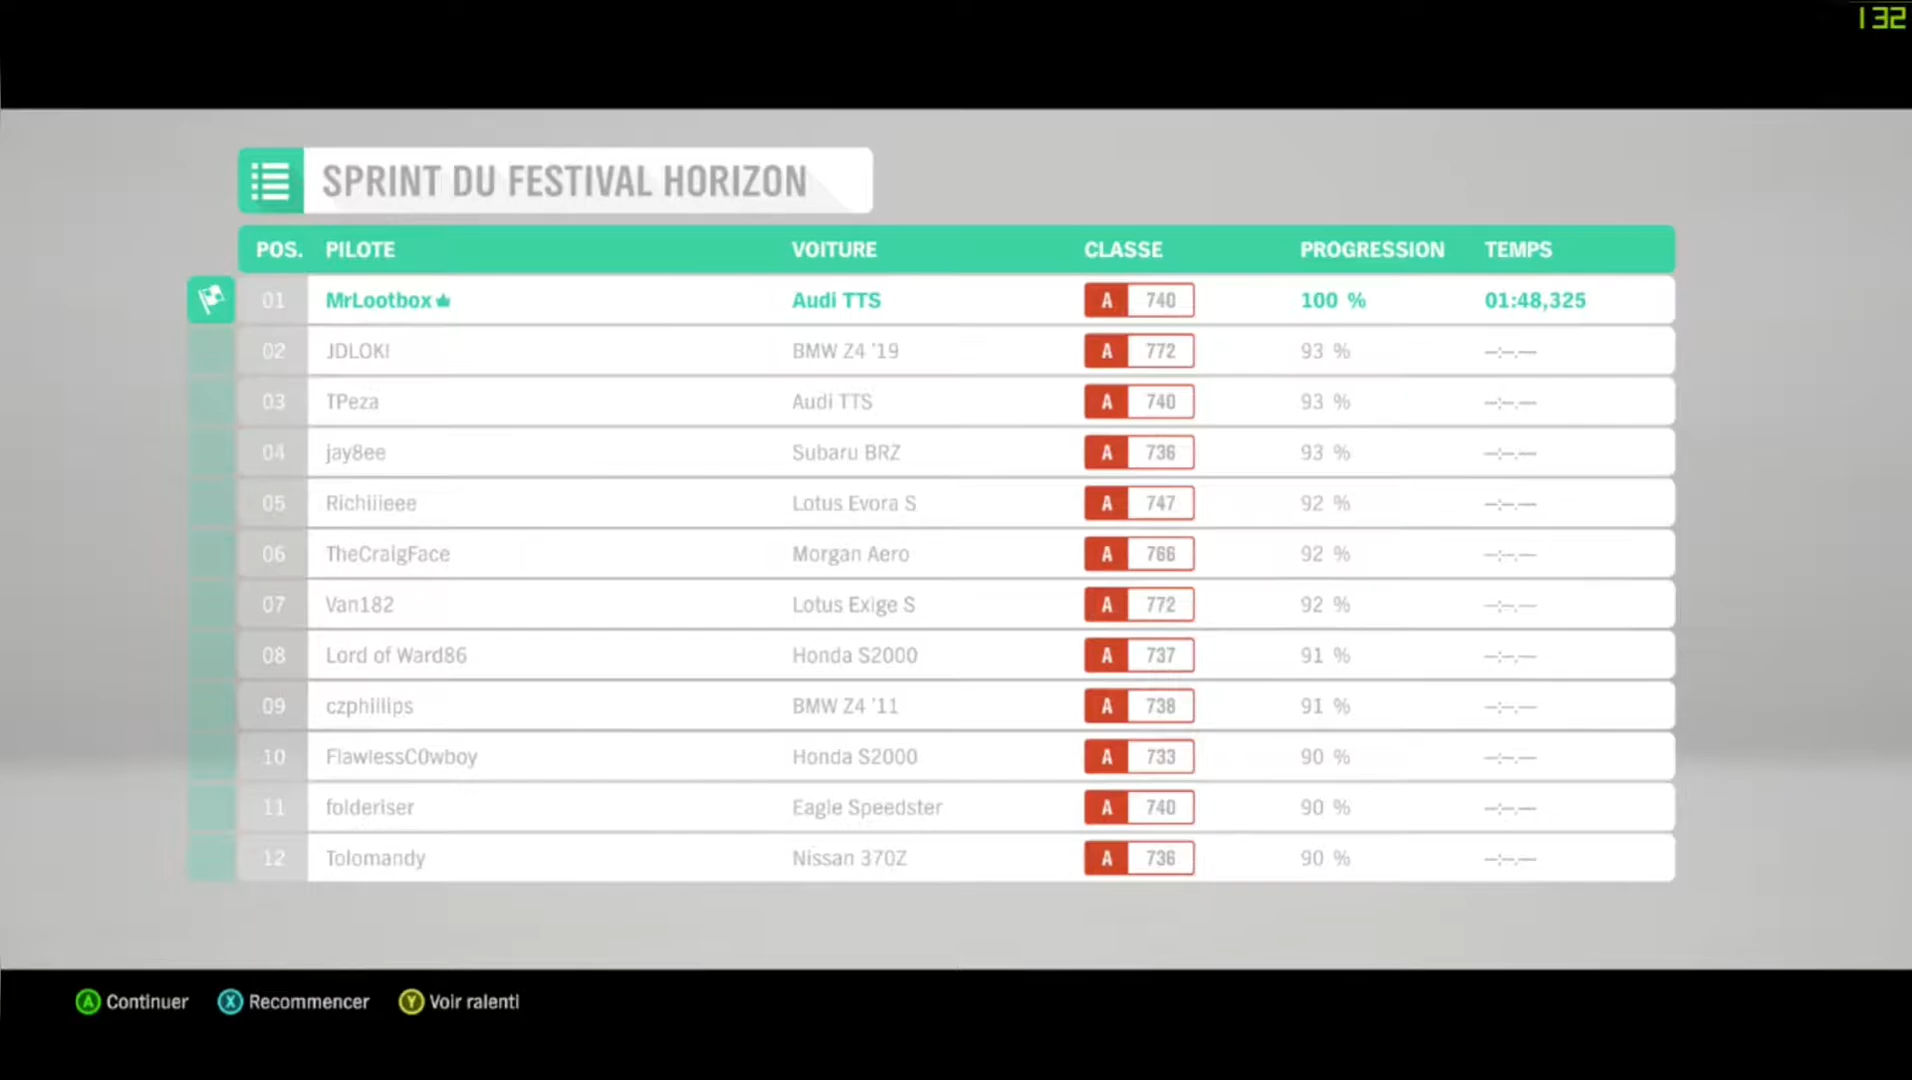 132
SPRINT DU FESTIVAL HORIZON
POS. PILOTE VOITURE CLASSE PROGRESSION TEMPS
01 MrLootbox Audi TTS A 740 100 % 01:48,325
02 JDLOKI BMW Z4 '19 A 772 93 % --:--.---
03 TPeza Audi TTS A 740 93 % --:--.---
04 jay8ee Subaru BRZ A 736 93 % --:--.---
05 Richiiieee Lotus Evora S A 747 92 % --:--.---
06 TheCraigFace Morgan Aero A 766 92 % --:--.---
07 Van182 Lotus Exige S A 772 92 % --:--.---
08 Lord of Ward86 Honda S2000 A 737 91 % --:--.---
09 czphillips BMW Z4 '11 A 738 91 % --:--.---
10 FlawlessC0wboy Honda S2000 A 733 90 % --:--.---
11 folderiser Eagle Speedster A 740 90 % --:--.---
12 Tolomandy Nissan 370Z A 736 90 % --:--.---
A Continuer X Recommencer Y Voir ralenti